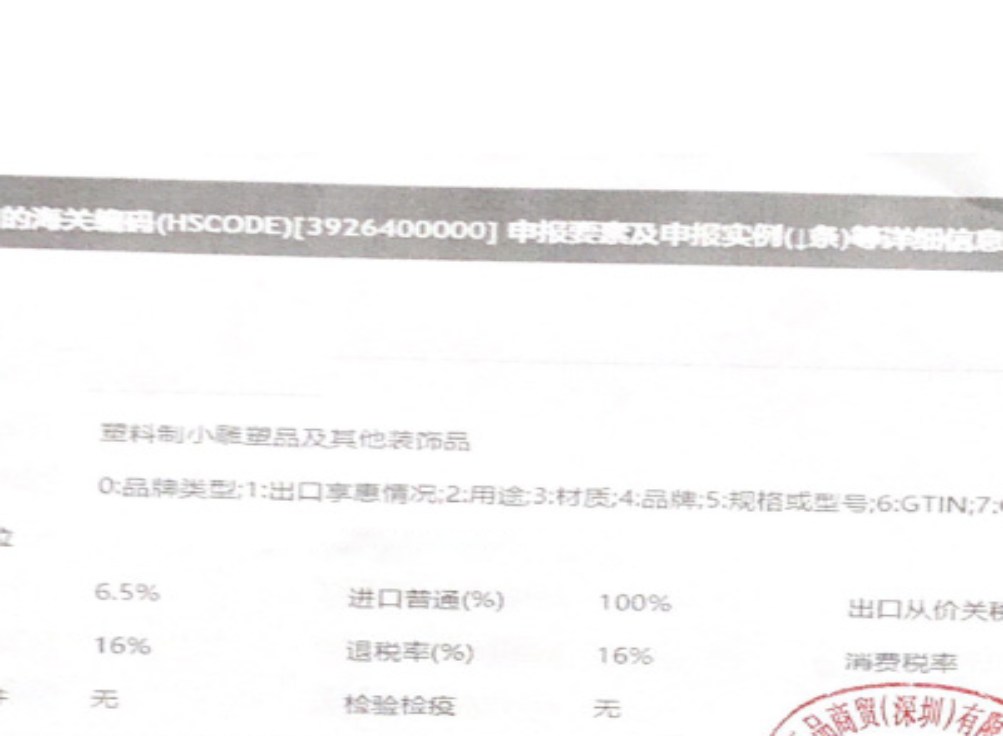 的海关编码(HSCODE)[3926400000] 申报要素及申报实例(↓条)等详细信息
塑料制小雕塑品及其他装饰品
0:品牌类型;1:出口享惠情况;2:用途;3:材质;4:品牌;5:规格或型号;6:GTIN;7:
位
6.5% 进口普通(%) 100% 出口从价关税
16% 退税率(%) 16% 消费税率
件 无 检验检疫 无
品商贸(深圳)有限